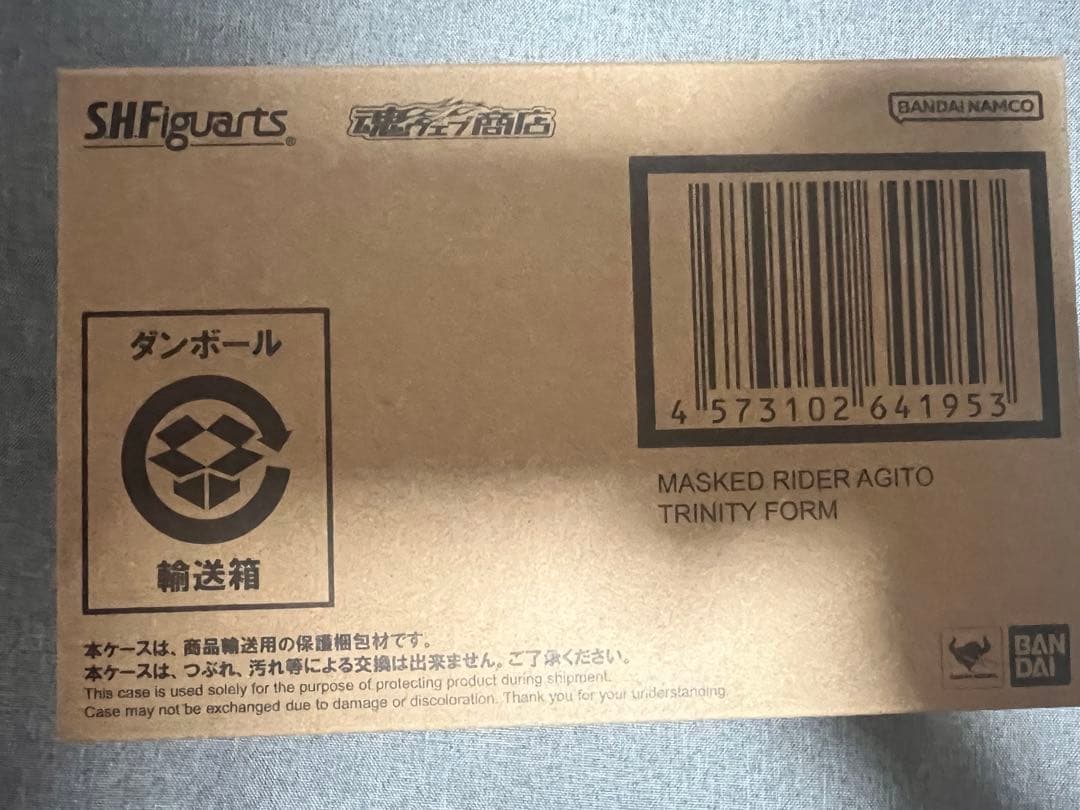 S.H.Figuarts®
魂ウェブ商店
BANDAI NAMCO
4 573102 641953
MASKED RIDER AGITO
TRINITY FORM
ダンボール
輸送箱
本ケースは、商品輸送用の保護梱包材です。
本ケースは、つぶれ、汚れ等による交換は出来ません。ご了承ください。
This case is used solely for the purpose of protecting product during shipment.
Case may not be exchanged due to damage or discoloration. Thank you for your understanding.
BAN
DAI